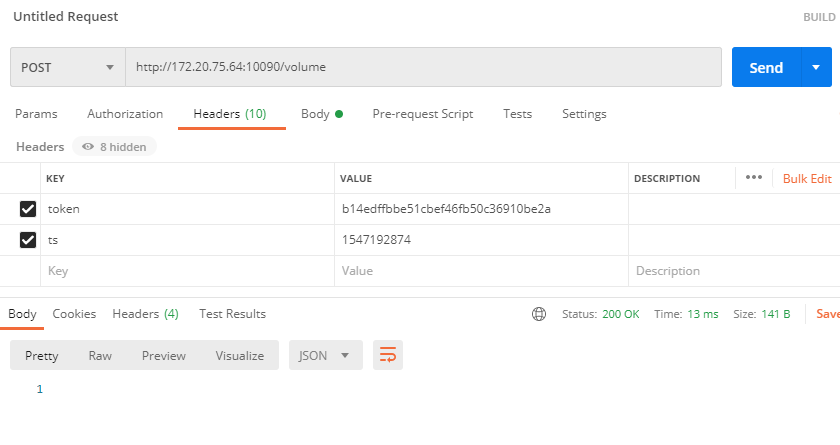 Untitled Request BUILD
POST http://172.20.75.64:10090/volume Send
Params Authorization Headers (10) Body Pre-request Script Tests Settings
Headers 8 hidden
KEY VALUE DESCRIPTION ••• Bulk Edit
token b14edffbbe51cbef46fb50c36910be2a
ts 1547192874
Key Value Description
Body Cookies Headers (4) Test Results Status: 200 OK Time: 13 ms Size: 141 B Save
Pretty Raw Preview Visualize JSON
1